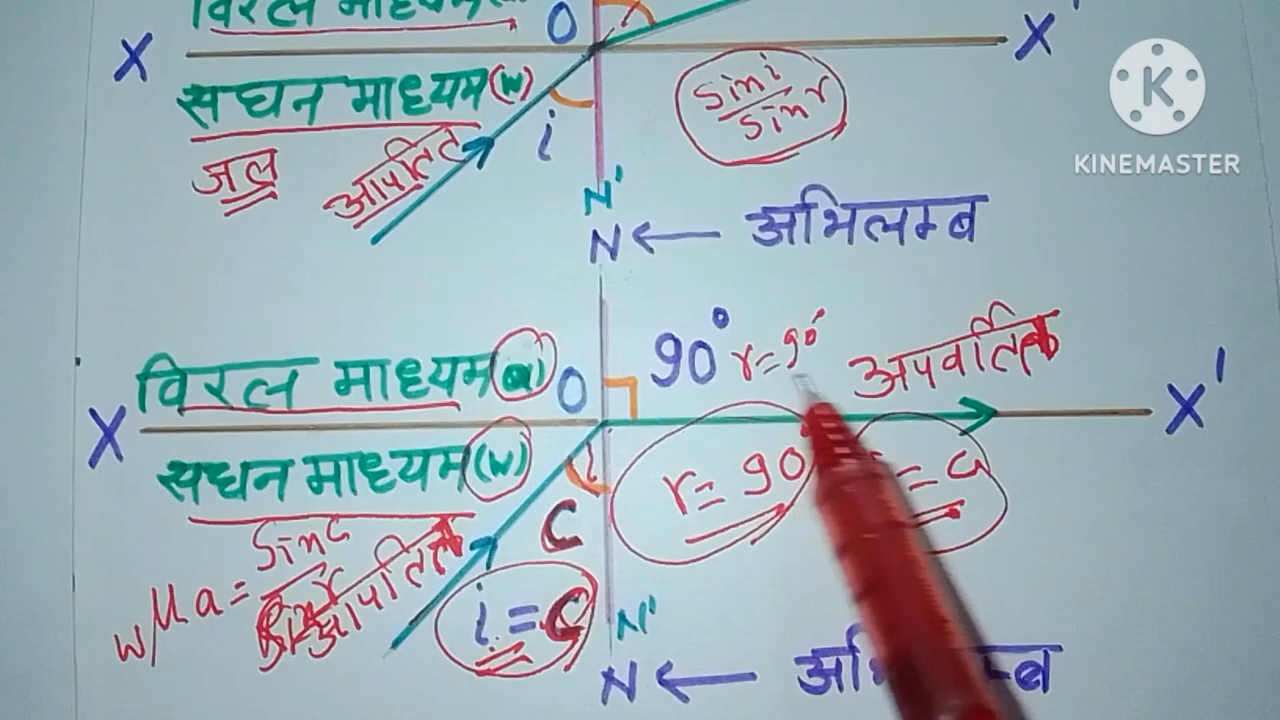 विरल माध्यम
O
X
X'
सघन माध्यम (W)
sin i
sin r
i
जल
आपतित
N'
N ← अभिलम्ब
KINEMASTER
90° r=90°
अपवर्तित
विरल माध्यम (a)
O
X
X'
सघन माध्यम (W)
i
r = 90
= C
C
sin C
w μ a =
आपतित
i = C
N'
N ←